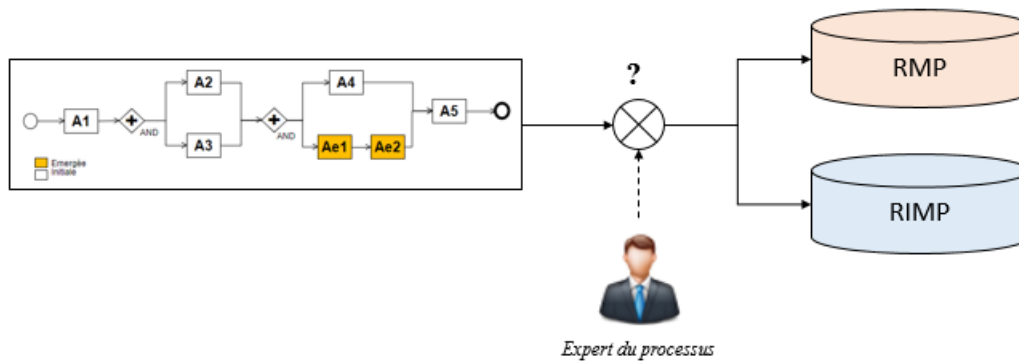 ?
RMP
A2
A4
A1
AND
AND
A5
A3
Ae1
Ae2
Emergée
Initiale
RIMP
Expert du processus